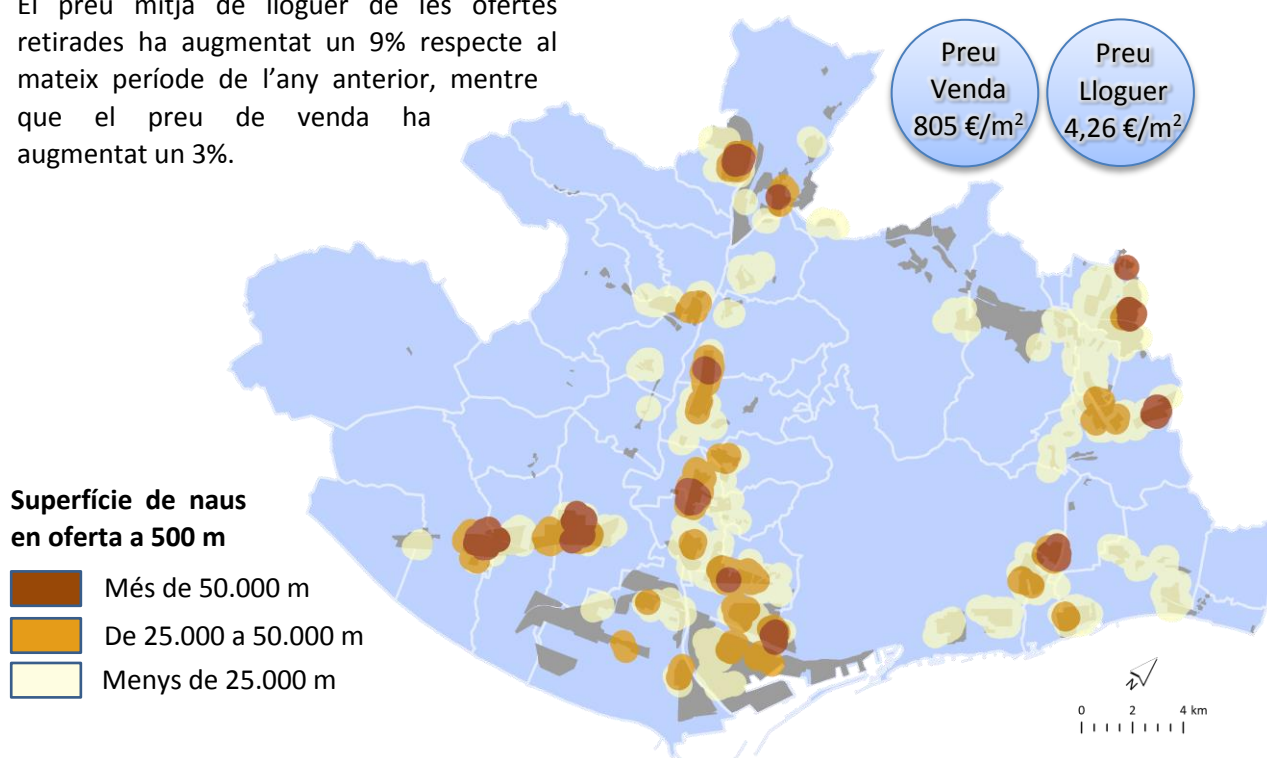 El preu mitjà de lloguer de les ofertes
retirades ha augmentat un 9% respecte al
mateix període de l’any anterior, mentre
que el preu de venda ha
augmentat un 3%.
Preu
Venda
805 €/m²
Preu
Lloguer
4,26 €/m²
Superfície de naus
en oferta a 500 m
Més de 50.000 m
De 25.000 a 50.000 m
Menys de 25.000 m
N
0 2 4 km